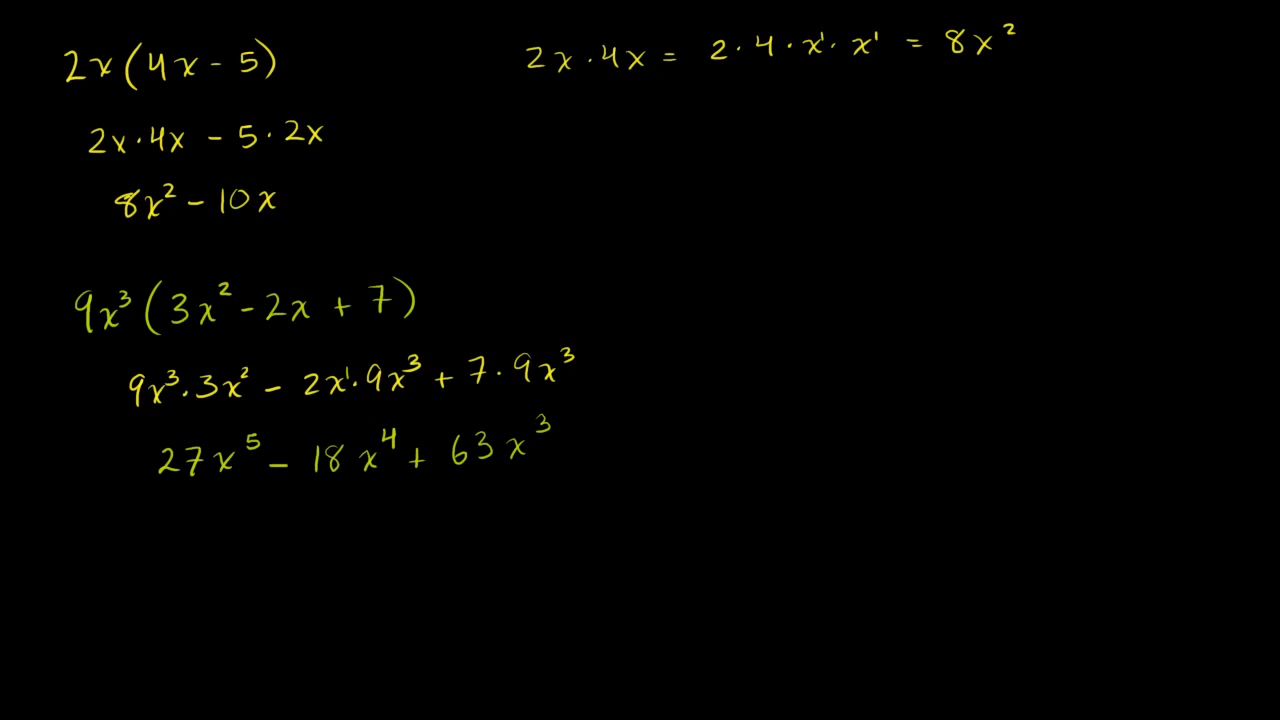 2x(4x - 5)
2x · 4x = 2 · 4 · x¹ · x¹ = 8x²
2x · 4x - 5 · 2x
8x² - 10x
9x³(3x² - 2x + 7)
9x³ · 3x² - 2x¹ · 9x³ + 7 · 9x³
27x⁵ - 18x⁴ + 63x³